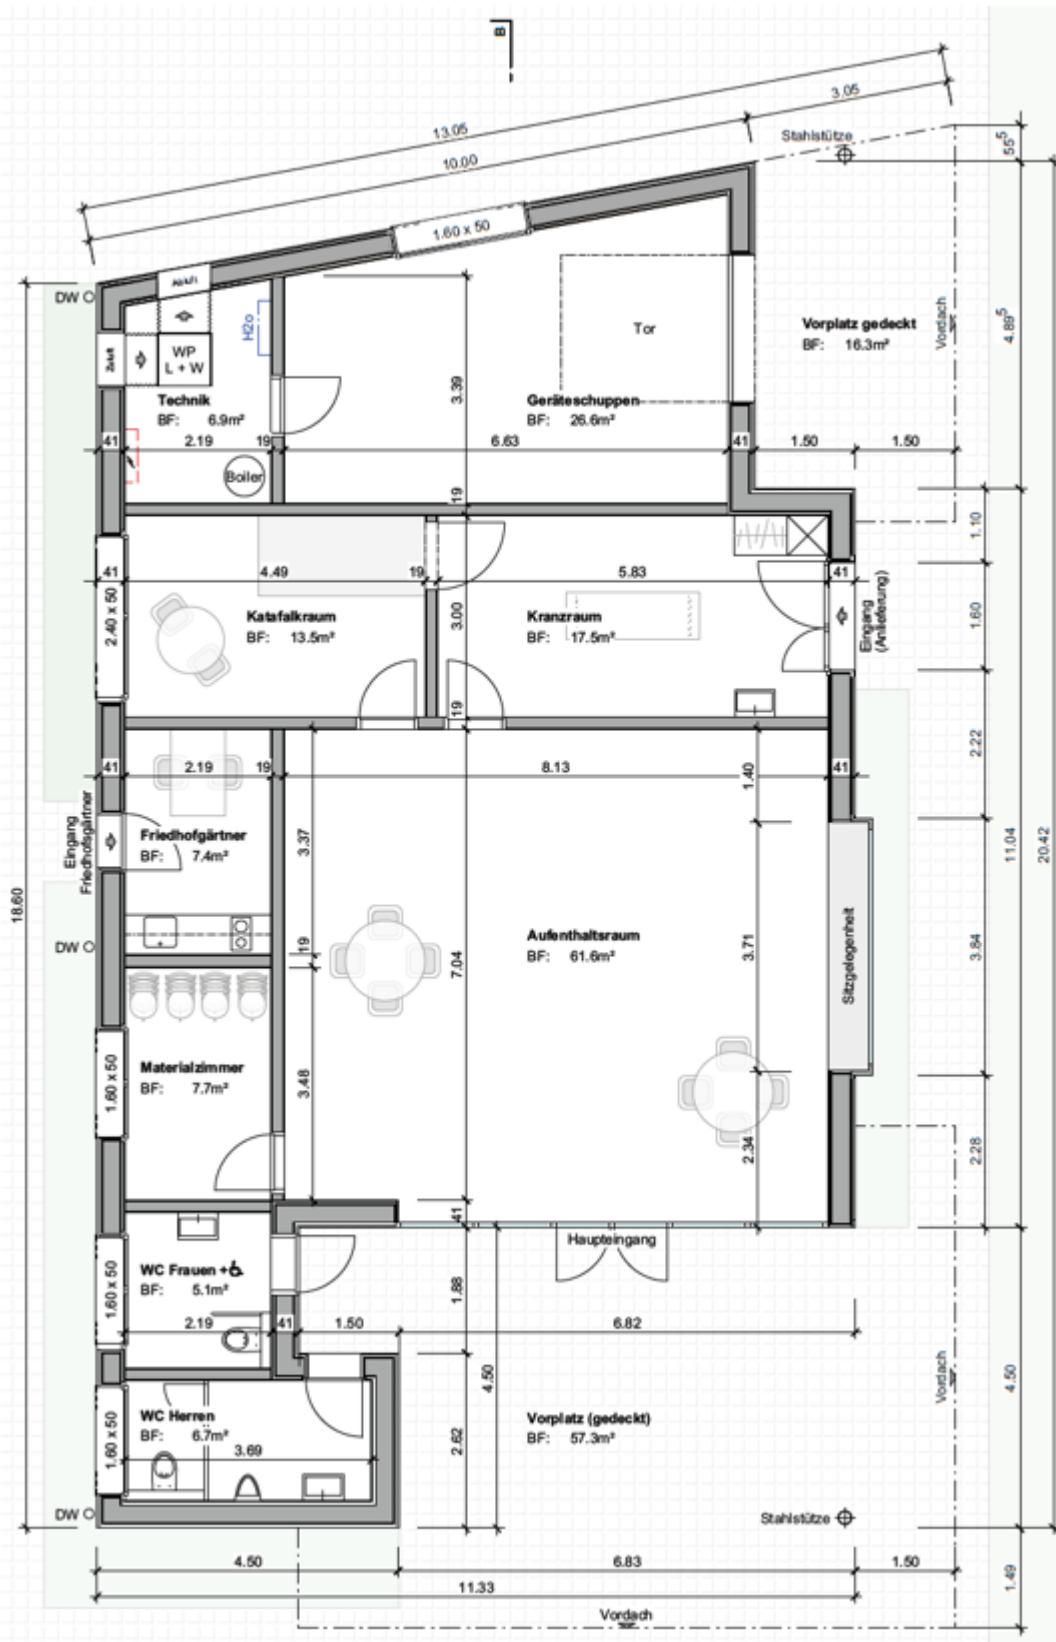 B
3.05
13.05
10.00
Stahlstütze
55⁵
1.60 x 50
Abluft
DW
H2o
WP
L + W
Zuluft
Tor
Vorplatz gedeckt
BF: 16.3m²
Vordach
4.89⁵
Technik
BF: 6.9m²
3.39
Geräteschuppen
BF: 26.6m²
41
2.19
19
6.63
41
1.50
1.50
Boiler
19
1.10
41
4.49
19
5.83
41
2.40 x 50
Katafalkraum
BF: 13.5m²
3.00
Kranzraum
BF: 17.5m²
Eingang
(Anlieferung)
1.60
19
2.22
41
2.19
19
8.13
1.40
41
Eingang
Friedhofsgärtner
Friedhofgärtner
BF: 7.4m²
3.37
11.04
20.42
18.60
DW
19
7.04
Aufenthaltsraum
BF: 61.6m²
3.71
Sitzgelegenheit
3.84
1.60 x 50
Materialzimmer
BF: 7.7m²
3.48
2.34
2.28
41
Haupteingang
1.60 x 50
WC Frauen +
BF: 5.1m²
1.88
2.19
41
1.50
6.82
4.50
Vordach
4.50
1.60 x 50
WC Herren
BF: 6.7m²
3.69
2.62
Vorplatz (gedeckt)
BF: 57.3m²
DW
Stahlstütze
4.50
6.83
1.50
1.49
11.33
Vordach